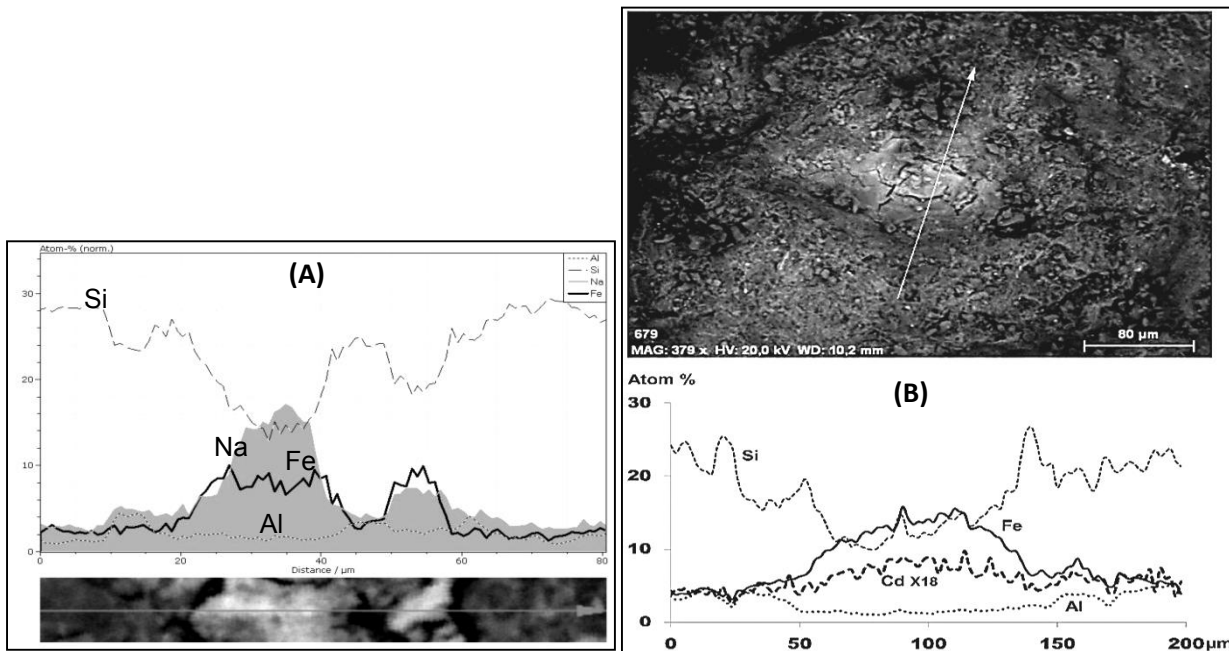 Atom-% (norm.)
(A)
Al
Si
Na
Fe
30
20
10
0
Si
Na
Fe
Al
0
20
40
60
80
Distance / µm
679
MAG: 379 x HV: 20,0 kV WD: 10,2 mm
80 µm
Atom %
(B)
30
20
10
0
Si
Fe
Cd X18
Al
0
50
100
150
200µm